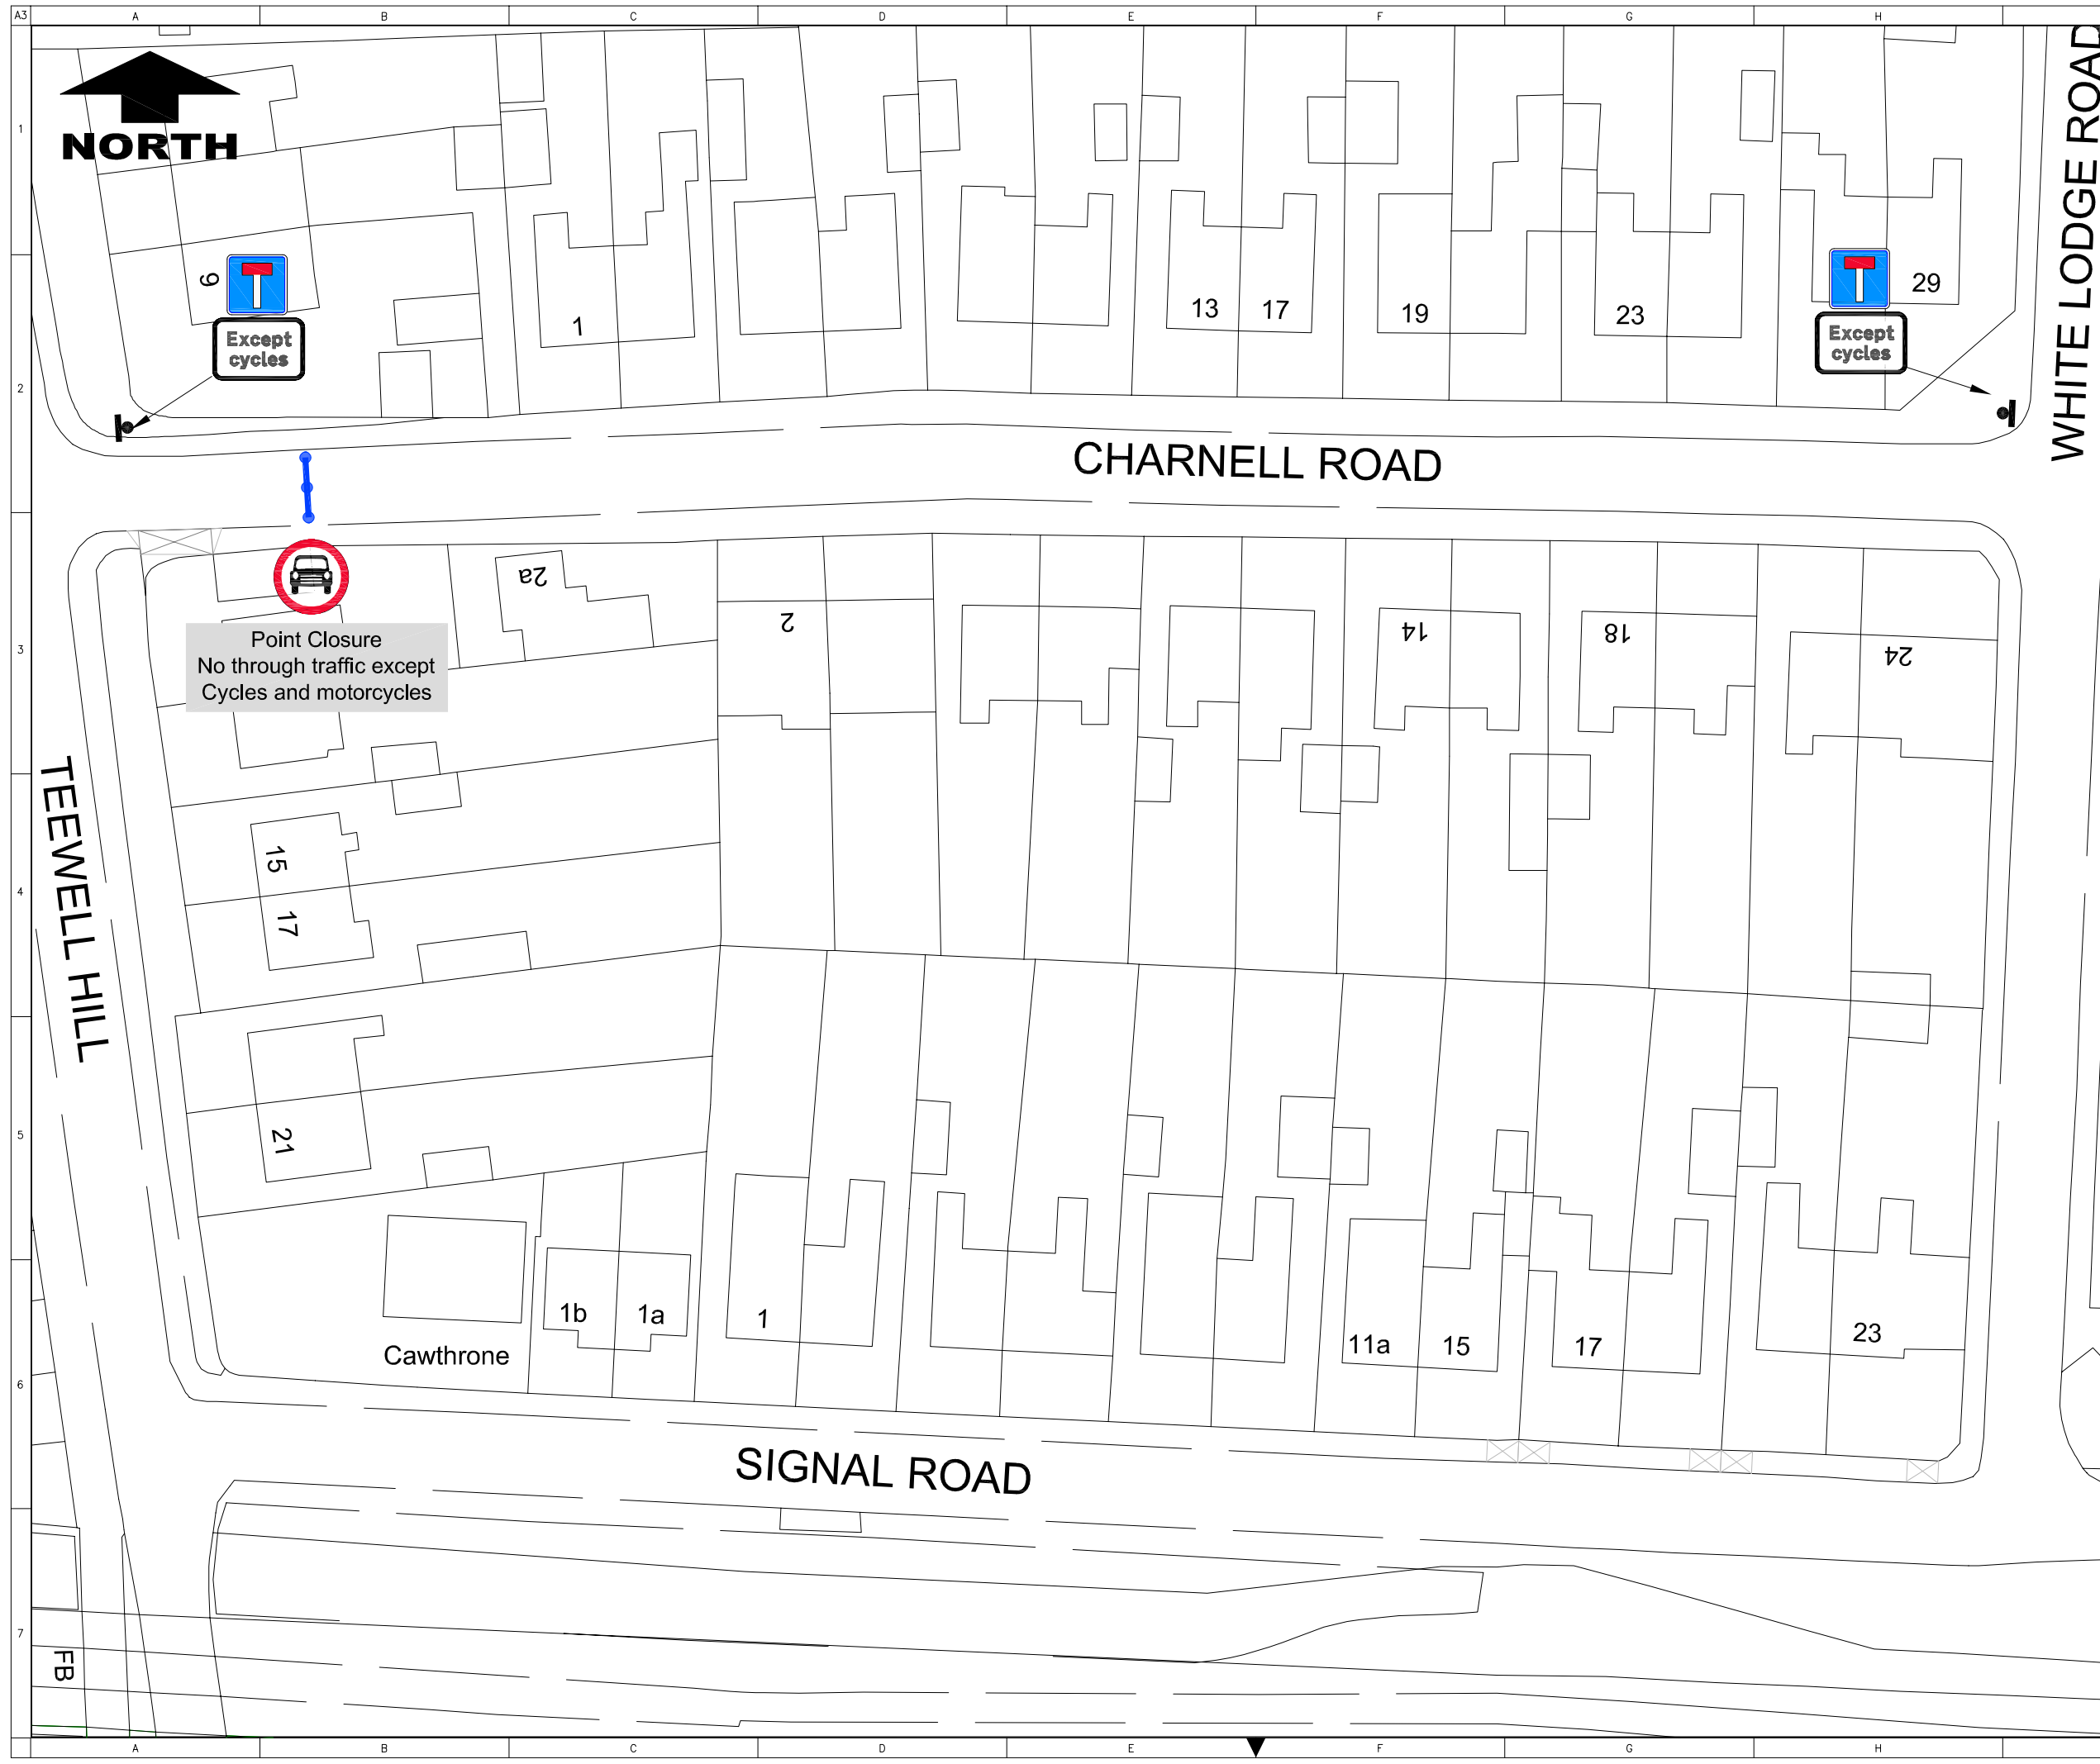 A3
A
B
C
D
E
F
G
H
1
NORTH
WHITE LODGE ROAD
9
1
13
17
19
23
29
Except
cycles
Except
cycles
2
CHARNELL ROAD
2a
2
14
18
24
3
Point Closure
No through traffic except
Cycles and motorcycles
TEEWELL HILL
15
17
4
21
5
1b
1a
1
11a
15
17
23
Cawthrone
6
SIGNAL ROAD
7
FB
A
B
C
D
E
F
G
H